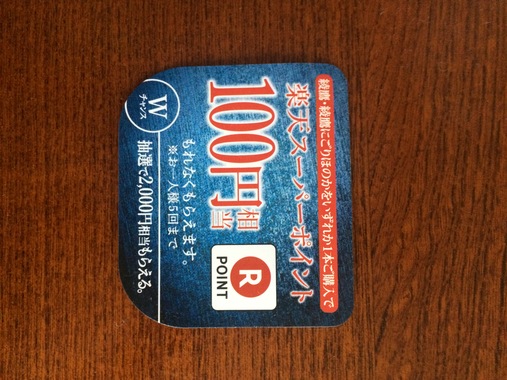 綾鷹・綾鷹にごりほのかをいずれか1本ご購入で
楽天スーパーポイント
100円相当
R
POINT
もれなくもらえます。
※お一人様5回まで
W
チャンス
抽選で2,000円相当もらえる。